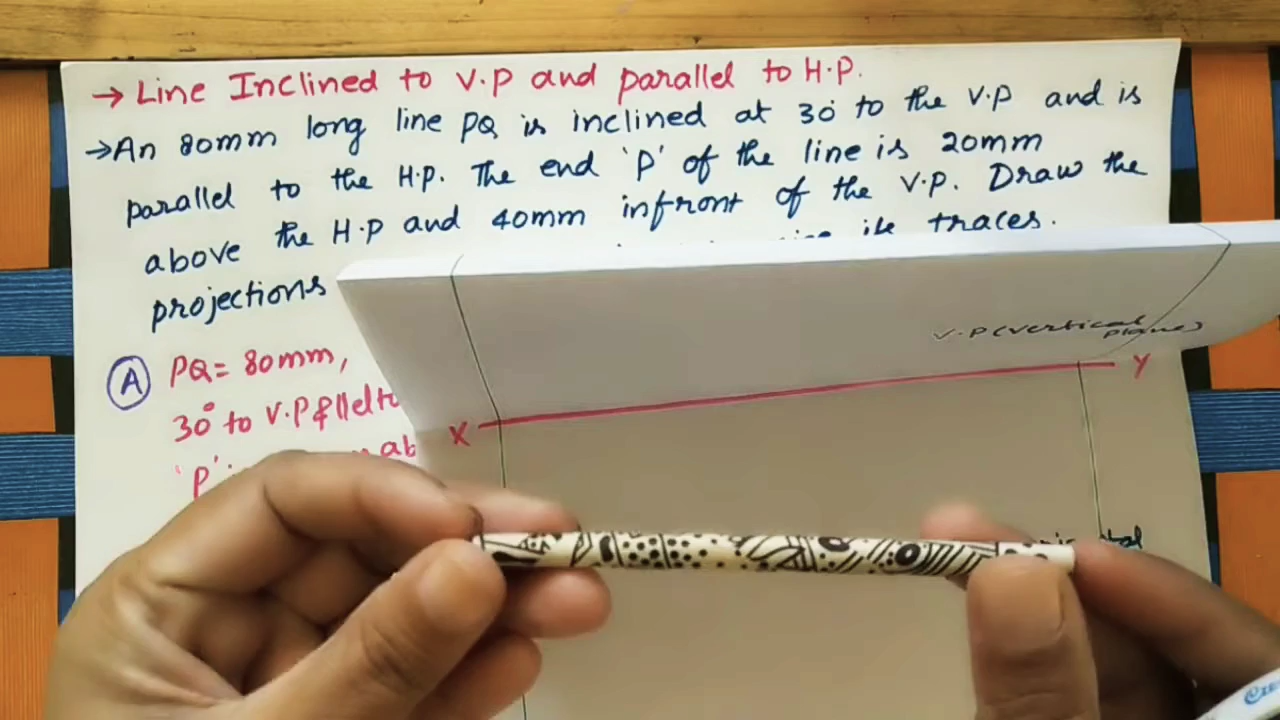 → Line Inclined to V.P and parallel to H.P.
→ An 80mm long line PQ is inclined at 30° to the V.P and is
parallel to the H.P. The end 'P' of the line is 20mm
above the H.P and 40mm infront of the V.P. Draw the
projections traces.
V.P (Vertical
plane)
A PQ = 80mm,
30° to V.P & llel to
'P'
X Y